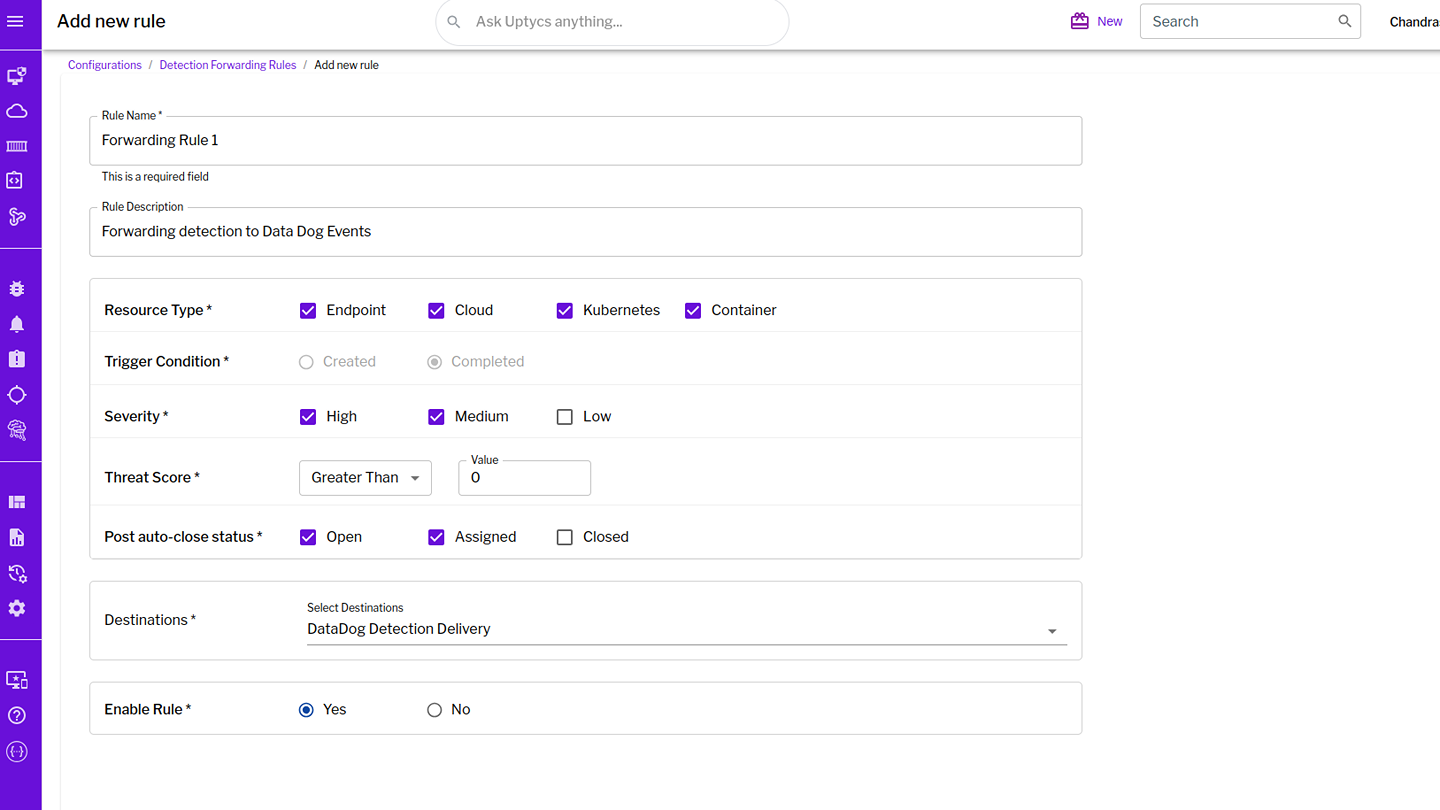 Add new rule
Ask Uptycs anything...
New
Search
Chandra
Configurations / Detection Forwarding Rules / Add new rule
Rule Name *
Forwarding Rule 1
This is a required field
Rule Description
Forwarding detection to Data Dog Events
Resource Type * Endpoint Cloud Kubernetes Container
Trigger Condition * Created Completed
Severity * High Medium Low
Value
Threat Score * Greater Than 0
Post auto-close status * Open Assigned Closed
Select Destinations
Destinations * DataDog Detection Delivery
Enable Rule * Yes No